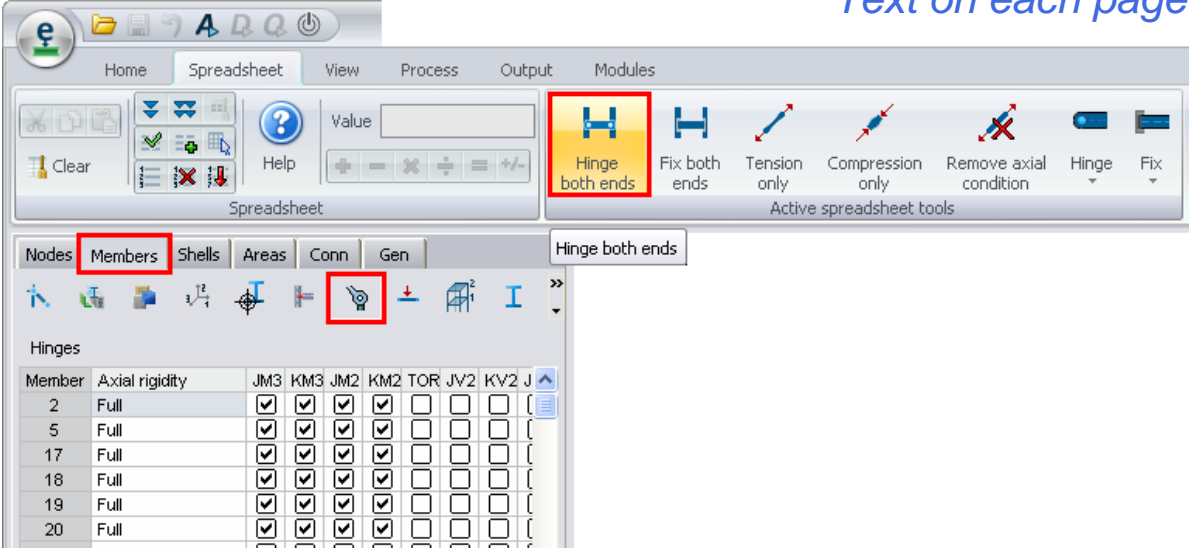 Text on each page
Home Spreadsheet View Process Output Modules
Value
Clear Help
Hinge both ends Fix both ends Tension only Compression only Remove axial condition Hinge Fix
Spreadsheet Active spreadsheet tools
Hinge both ends
Nodes Members Shells Areas Conn Gen
Hinges
Member Axial rigidity JM3 KM3 JM2 KM2 TOR JV2 KV2 J
2 Full
5 Full
17 Full
18 Full
19 Full
20 Full